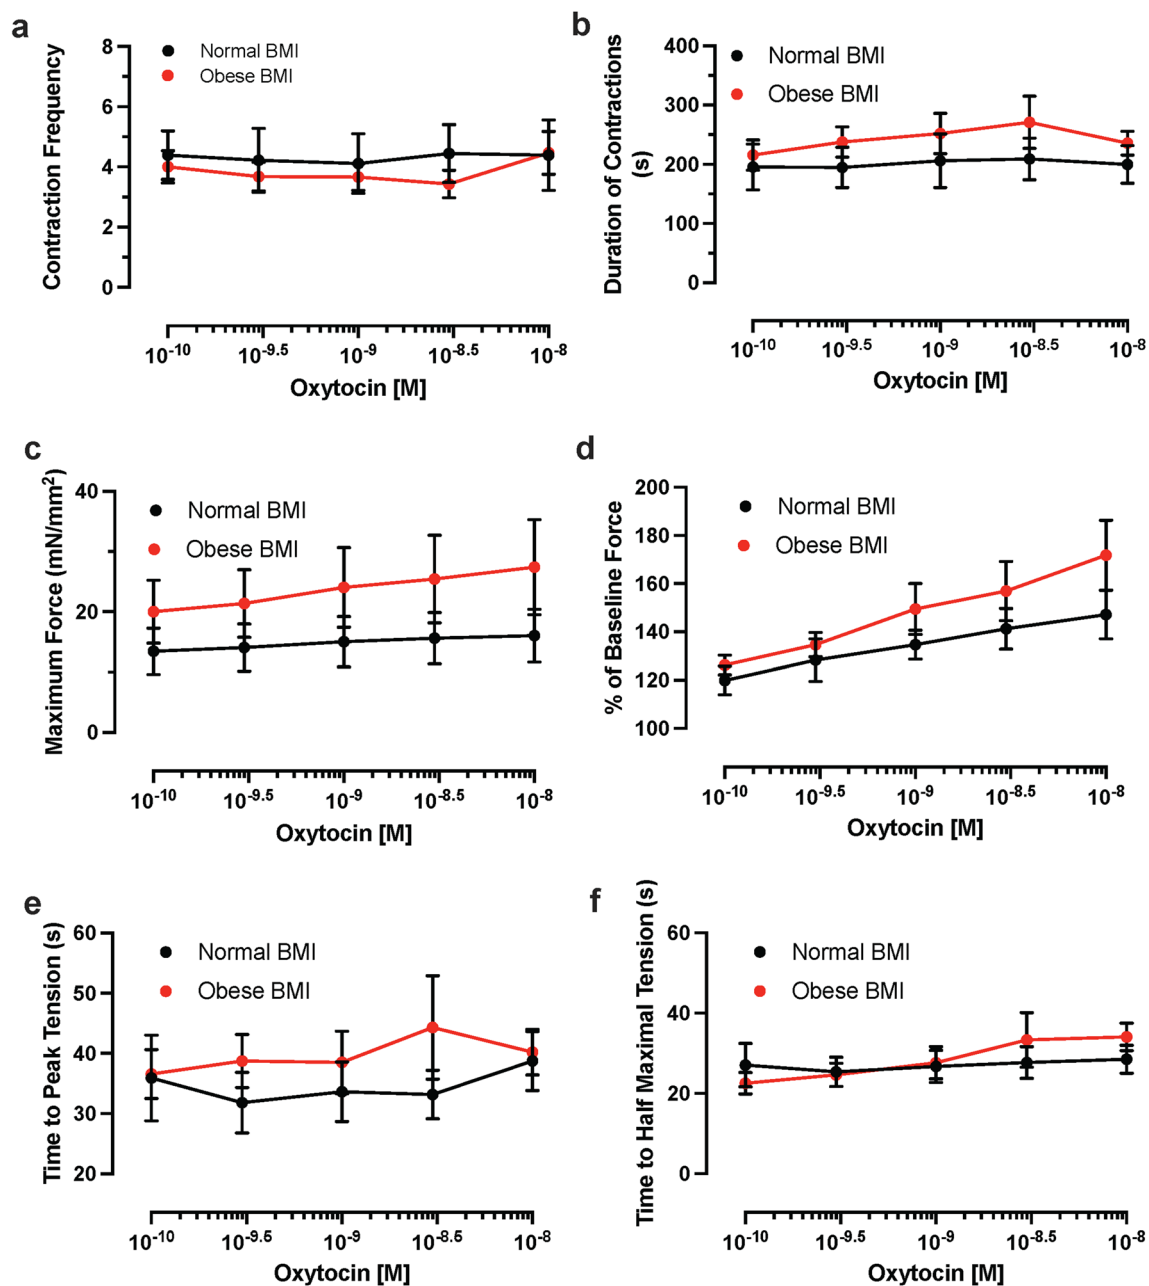 a
Contraction Frequency
Normal BMI
Obese BMI
8
6
4
2
0
10-10
10-9.5
10-9
10-8.5
10-8
Oxytocin [M]
b
Duration of Contractions
(s)
Normal BMI
Obese BMI
400
300
200
100
0
10-10
10-9.5
10-9
10-8.5
10-8
Oxytocin [M]
c
Maximum Force (mN/mm2)
Normal BMI
Obese BMI
40
20
0
10-10
10-9.5
10-9
10-8.5
10-8
Oxytocin [M]
d
% of Baseline Force
Normal BMI
Obese BMI
200
180
160
140
120
100
10-10
10-9.5
10-9
10-8.5
10-8
Oxytocin [M]
e
Time to Peak Tension (s)
Normal BMI
Obese BMI
60
50
40
30
20
10-10
10-9.5
10-9
10-8.5
10-8
Oxytocin [M]
f
Time to Half Maximal Tension (s)
Normal BMI
Obese BMI
60
40
20
0
10-10
10-9.5
10-9
10-8.5
10-8
Oxytocin [M]